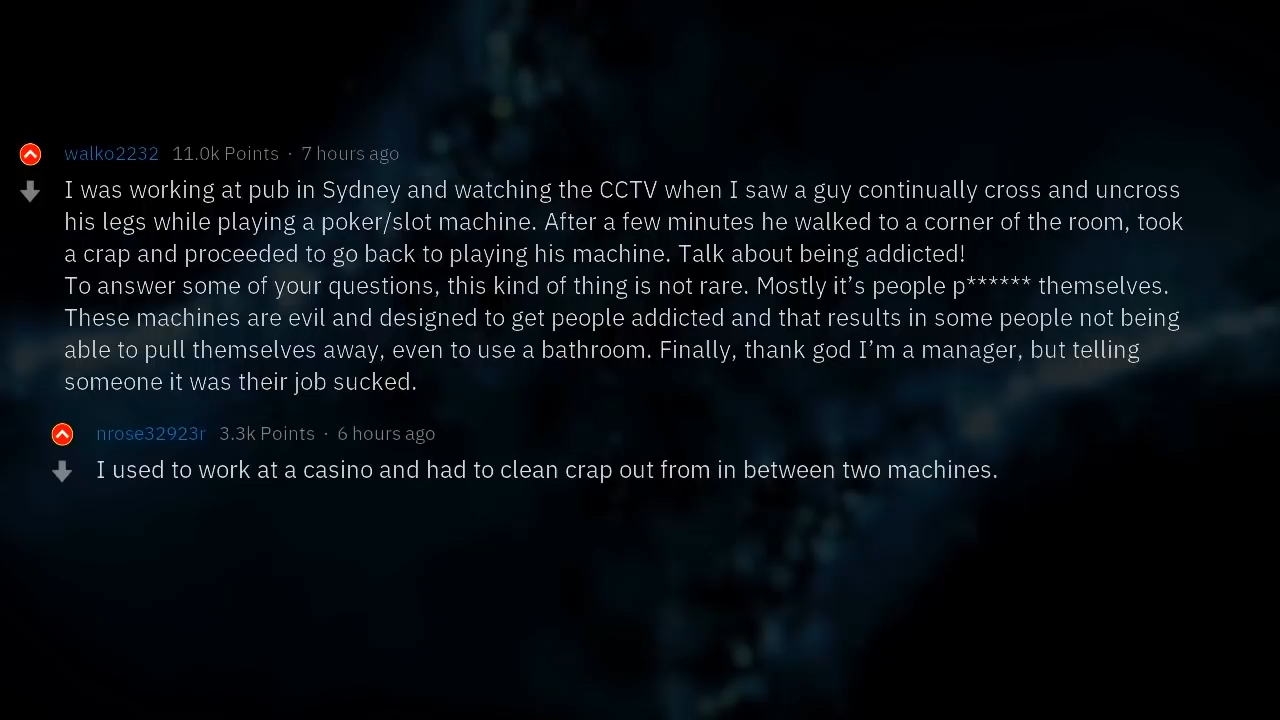 walko2232 11.0k Points · 7 hours ago
I was working at pub in Sydney and watching the CCTV when I saw a guy continually cross and uncross
his legs while playing a poker/slot machine. After a few minutes he walked to a corner of the room, took
a crap and proceeded to go back to playing his machine. Talk about being addicted!
To answer some of your questions, this kind of thing is not rare. Mostly it’s people p****** themselves.
These machines are evil and designed to get people addicted and that results in some people not being
able to pull themselves away, even to use a bathroom. Finally, thank god I’m a manager, but telling
someone it was their job sucked.
nrose32923r 3.3k Points · 6 hours ago
I used to work at a casino and had to clean crap out from in between two machines.